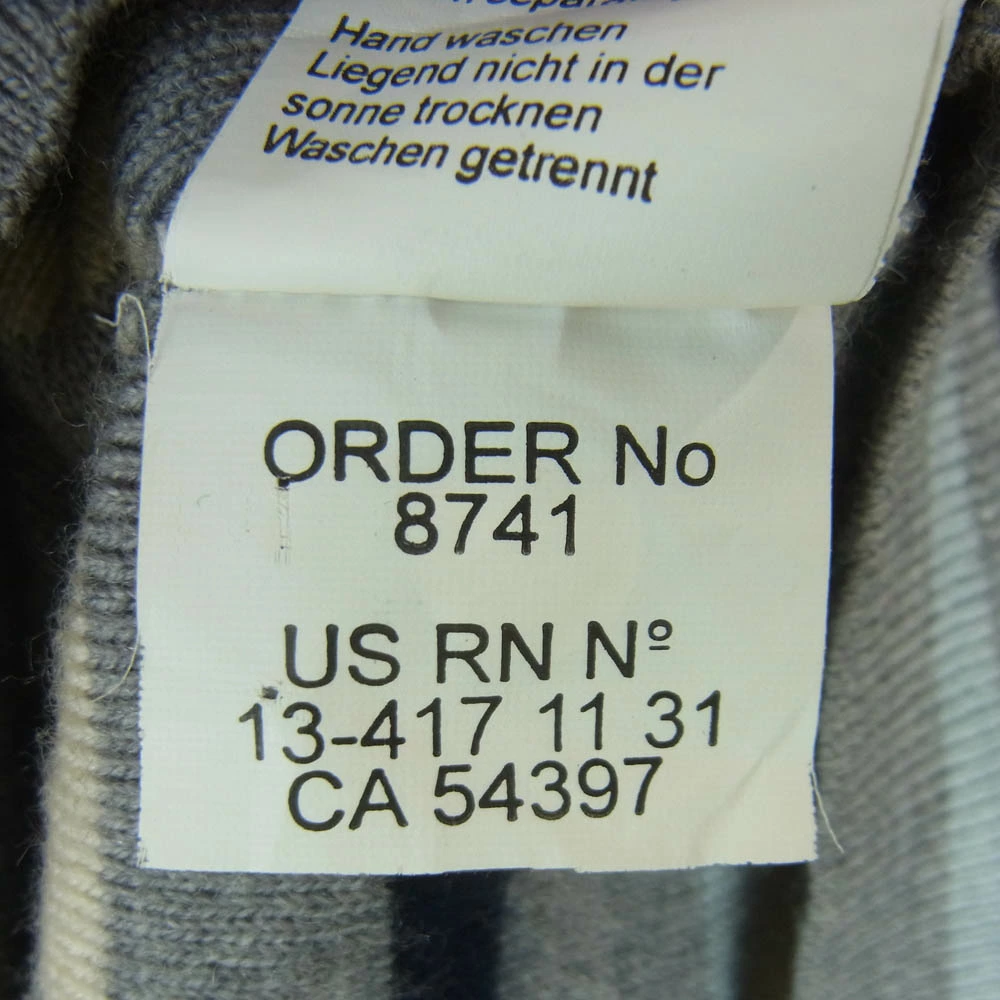 Hand waschen
Liegend nicht in der
sonne trocknen
Waschen getrennt
ORDER No
8741
US RN Nº
13-417 11 31
CA 54397